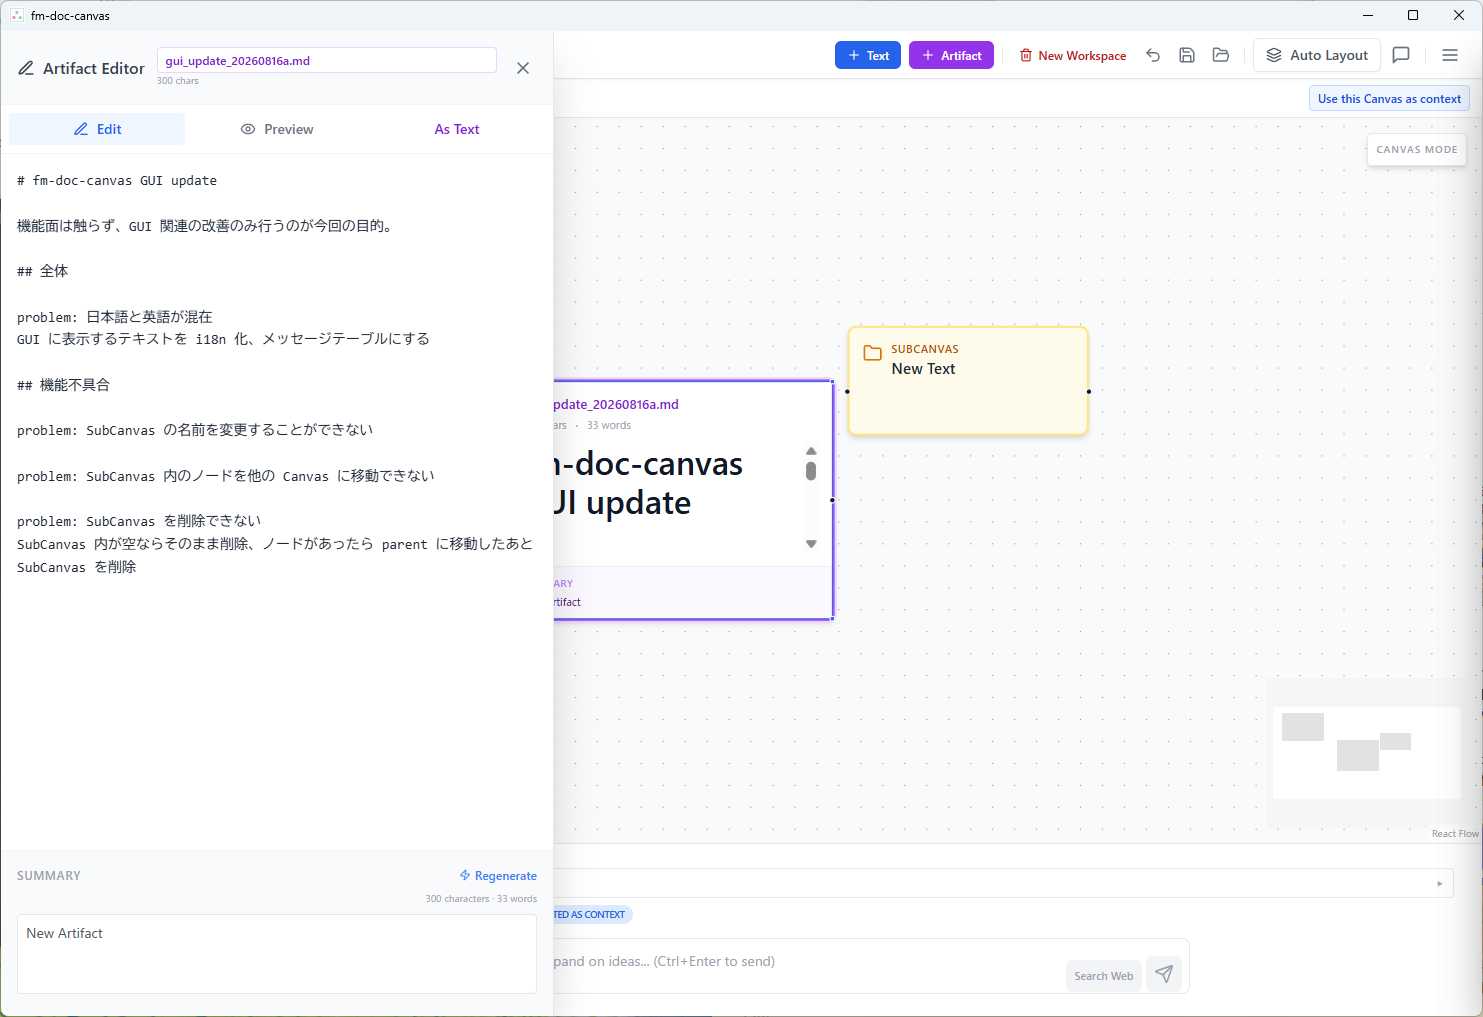 fm-doc-canvas
Artifact Editor
gui_update_20260816a.md
300 chars
Text
Artifact
New Workspace
Auto Layout
Use this Canvas as context
Edit
Preview
As Text
CANVAS MODE
# fm-doc-canvas GUI update
機能面は触らず、GUI 関連の改善のみ行うのが今回の目的。
## 全体
problem: 日本語と英語が混在
GUI に表示するテキストを i18n 化、メッセージテーブルにする
## 機能不具合
problem: SubCanvas の名前を変更することができない
problem: SubCanvas 内のノードを他の Canvas に移動できない
problem: SubCanvas を削除できない
SubCanvas 内が空ならそのまま削除、ノードがあったら parent に移動したあと
SubCanvas を削除
SUBCANVAS
New Text
pdate_20260816a.md
ars · 33 words
-doc-canvas
UI update
ARY
rtifact
React Flow
SUMMARY
Regenerate
300 characters · 33 words
New Artifact
TED AS CONTEXT
pand on ideas... (Ctrl+Enter to send)
Search Web